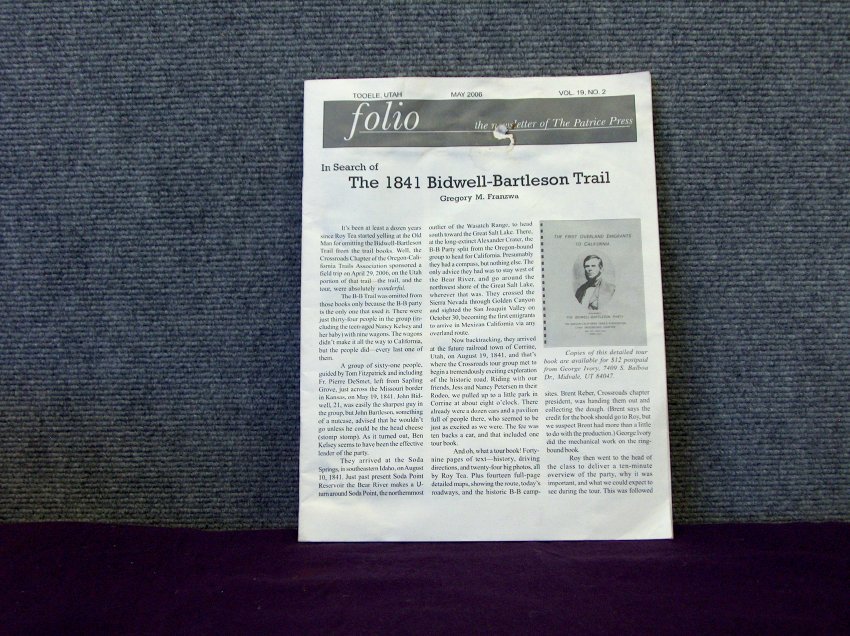 TOOELE, UTAH MAY 2006 VOL. 19, NO. 2
folio the newsletter of The Patrice Press
In Search of
The 1841 Bidwell-Bartleson Trail
Gregory M. Franzwa
It's been at least a dozen years
since Roy Tea started yelling at the Old
Man for omitting the Bidwell-Bartleson
Trail from the trail books. Well, the
Crossroads Chapter of the Oregon-Cali-
fornia Trails Association sponsored a
field trip on April 29, 2006, on the Utah
portion of that trail—the trail, and the
tour, were absolutely wonderful.
The B-B Trail was omitted from
those books only because the B-B party
is the only one that used it. There were
just thirty-four people in the group (in-
cluding the teen-aged Nancy Kelsey and
her baby) with nine wagons. The wagons
didn't make it all the way to California,
but the people did—every last one of
them.
A group of sixty-one people,
guided by Tom Fitzpatrick and including
Fr. Pierre DeSmet, left from Sapling
Grove, just across the Missouri border
in Kansas, on May 19, 1841. John Bid-
well, 21, was easily the sharpest guy in
the group, but John Bartleson, something
of a nutcase, advised that he wouldn't
go unless he could be the head cheese
(stomp stomp). As it turned out, Ben
Kelsey seems to have been the effective
leader of the party.
They arrived at the Soda
Springs, in southeastern Idaho, on August
10, 1841. Just past present Soda Point
Reservoir the Bear River makes a U-
turn around Soda Point, the northernmost
outlier of the Wasatch Range, to head
south toward the Great Salt Lake. There,
at the long-extinct Alexander Crater, the
B-B Party split from the Oregon-bound
group to head for California. Presumably
they had a compass, but nothing else. The
only advice they had was to stay west of
the Bear River, and go around the
northwest shore of the Great Salt Lake,
wherever that was. They crossed the
Sierra Nevada through Golden Canyon
and sighted the San Joaquin Valley on
October 30, becoming the first emigrants
to arrive in Mexican California via any
overland route.
Now backtracking, they arrived
at the future railroad town of Corrine,
Utah, on August 19, 1841, and that's
where the Crossroads tour group met to
begin a tremendously exciting exploration
of the historic road. Riding with our
friends, Jess and Nancy Petersen in their
Rodeo, we pulled up to a little park in
Corrine at about eight o'clock. There
already were a dozen cars and a pavilion
full of people there, who seemed to be
just as excited as we were. The fee was
ten bucks a car, and that included one
tour book.
And oh, what a tour book! Forty-
nine pages of text—history, driving
directions, and twenty-four big photos, all
by Roy Tea. Plus fourteen full-page
detailed maps, showing the route, today's
roadways, and the historic B-B camp-
THE FIRST OVERLAND EMIGRANTS
TO CALIFORNIA
THE BIDWELL-BARTLESON PARTY
Copies of this detailed tour
book are available for $12 postpaid
from George Ivory, 7409 S. Balboa
Dr., Midvale, UT 84047.
sites. Brent Reber, Crossroads chapter
president, was handing them out and
collecting the dough. (Brent says the
credit for the book should go to Roy, but
we suspect Brent had more than a little
to do with the production.) George Ivory
did the mechanical work on the ring-
bound book.
Roy then went to the head of
the class to deliver a ten-minute
overview of the party, why it was
important, and what we could expect to
see during the tour. This was followed